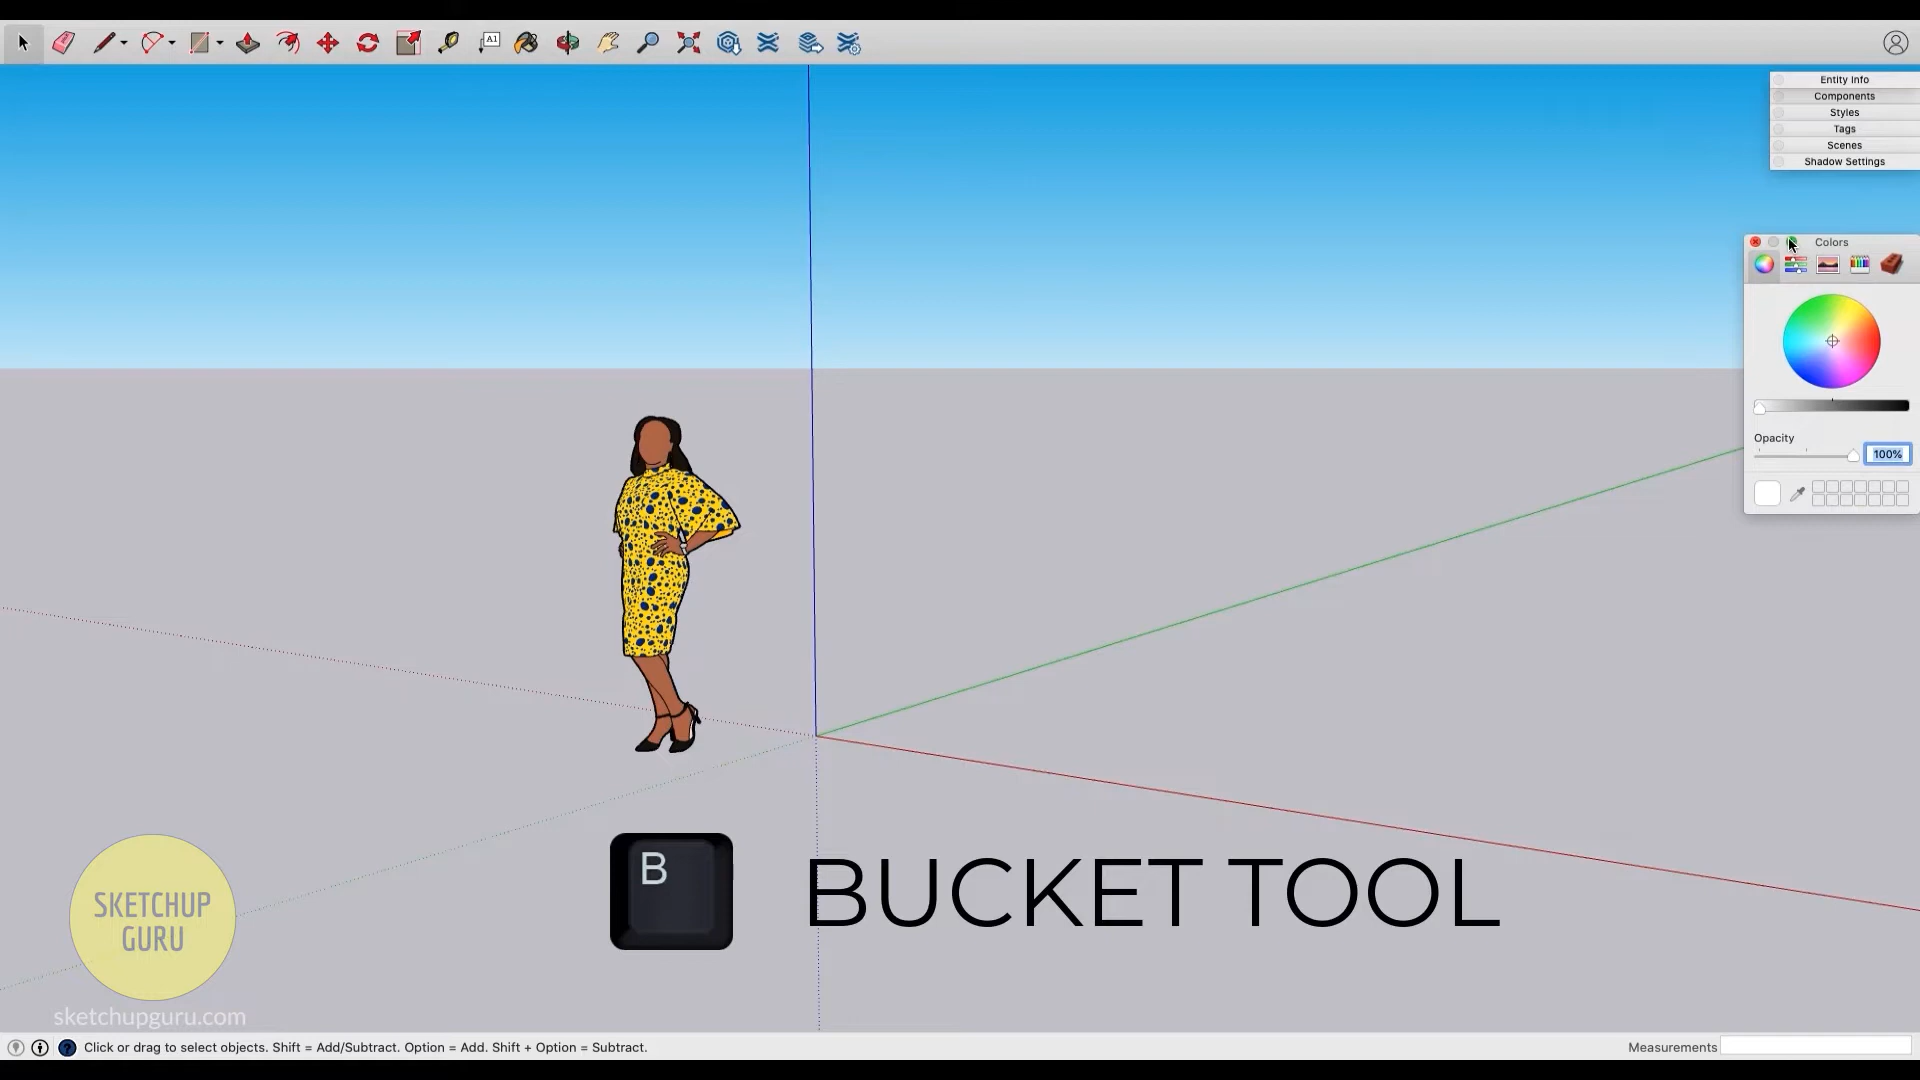 A1
Entity Info
Components
Styles
Tags
Scenes
Shadow Settings
Colors
Opacity
100%
B
BUCKET TOOL
SKETCHUP
GURU
sketchupguru.com
Click or drag to select objects. Shift = Add/Subtract. Option = Add. Shift + Option = Subtract.
Measurements